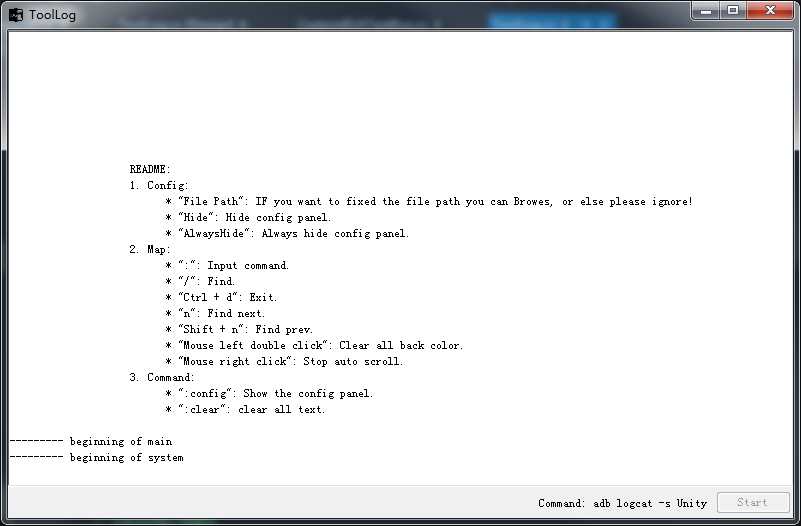 ToolLog
README:
1. Config:
* "File Path": IF you want to fixed the file path you can Browes, or else please ignore!
* "Hide": Hide config panel.
* "AlwaysHide": Always hide config panel.
2. Map:
* ":": Input command.
* "/": Find.
* "Ctrl + d": Exit.
* "n": Find next.
* "Shift + n": Find prev.
* "Mouse left double click": Clear all back color.
* "Mouse right click": Stop auto scroll.
3. Command:
* ":config": Show the config panel.
* ":clear": clear all text.
--------- beginning of main
--------- beginning of system
Command: adb logcat -s Unity
Start